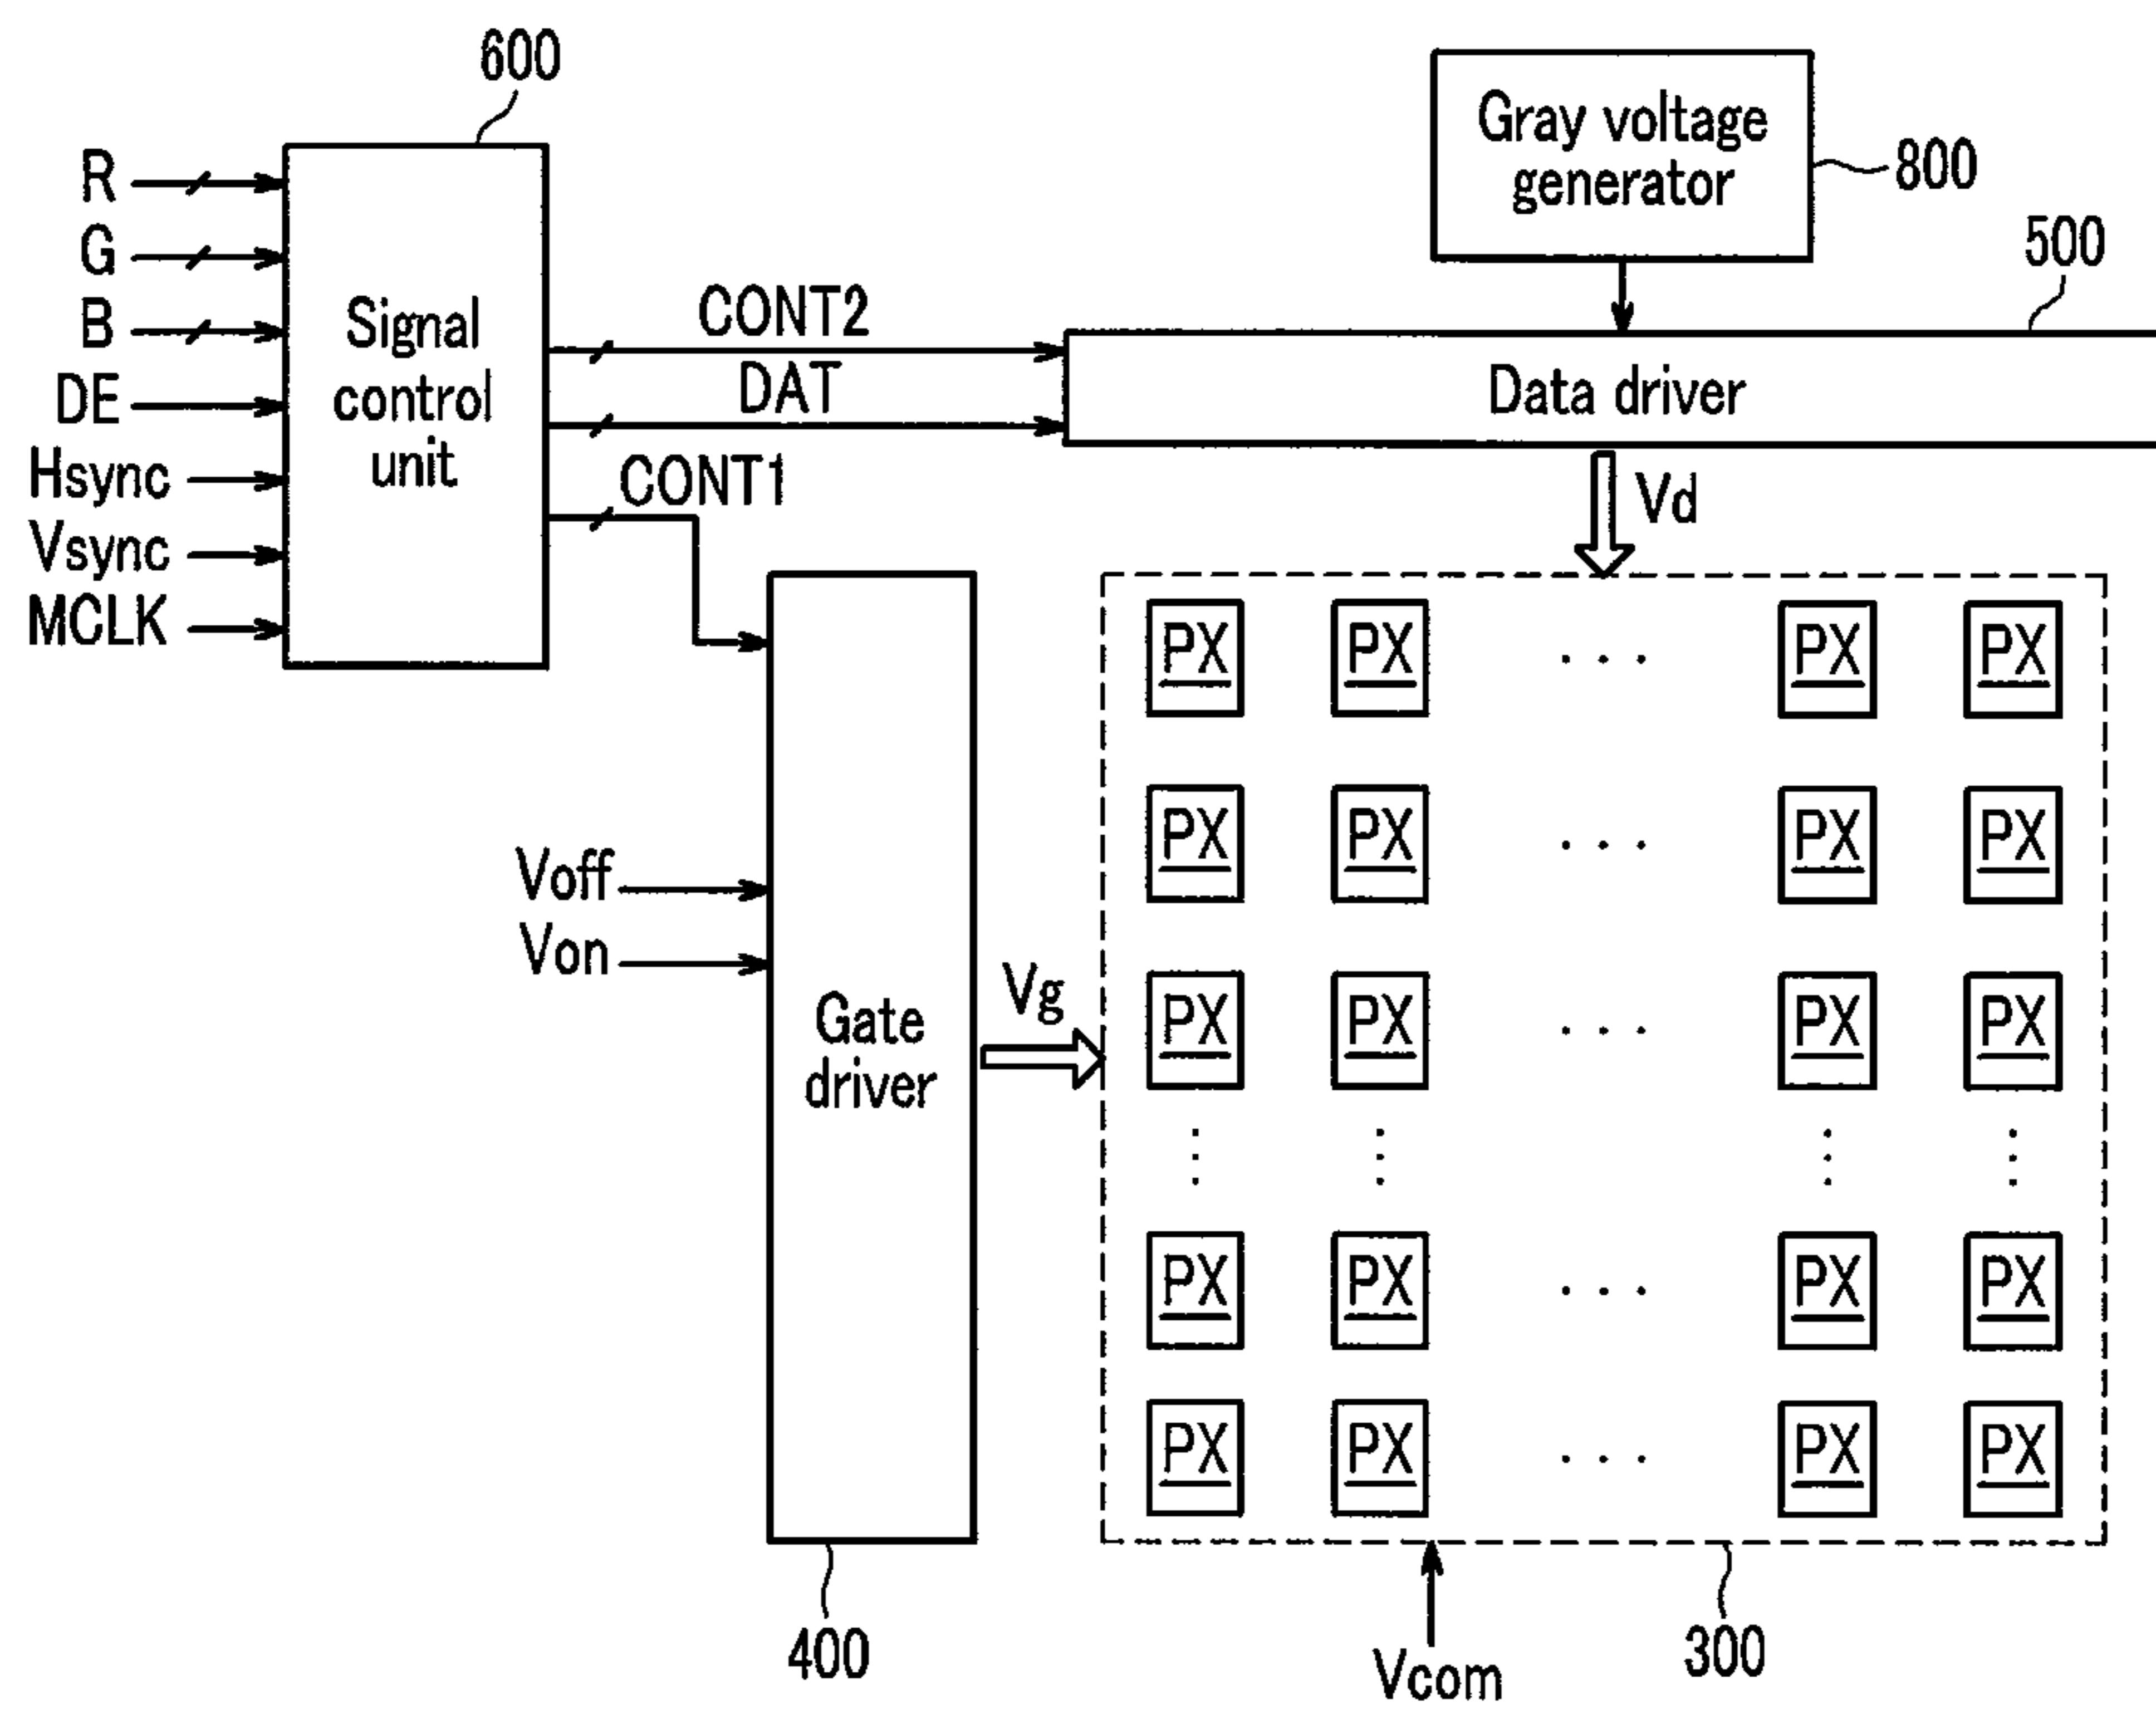 600
Gray voltage
generator
800
500
R
G
B
DE
Hsync
Vsync
MCLK
Signal
control
unit
CONT2
DAT
CONT1
Data driver
Vd
Voff
Von
Gate
driver
Vg
PX PX . . . PX PX
PX PX . . . PX PX
PX PX . . . PX PX
PX PX . . . PX PX
PX PX . . . PX PX
400
Vcom
300